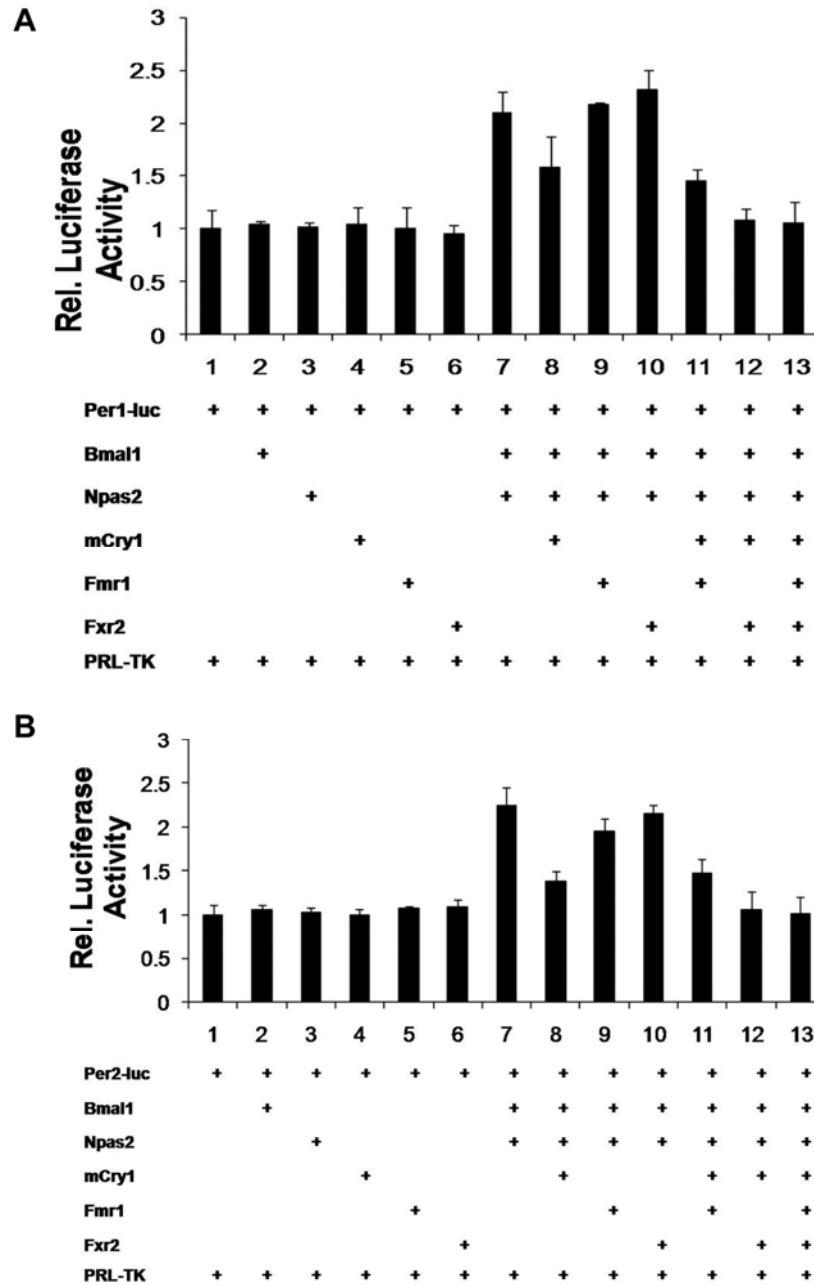 A
Rel. Luciferase
Activity
3
2.5
2
1.5
1
0.5
0
1 2 3 4 5 6 7 8 9 10 11 12 13
Per1-luc + + + + + + + + + + + + +
Bmal1 + + + + + + + +
Npas2 + + + + + + + +
mCry1 + + + + +
Fmr1 + + + +
Fxr2 + + + +
PRL-TK + + + + + + + + + + + + +
B
Rel. Luciferase
Activity
3
2.5
2
1.5
1
0.5
0
1 2 3 4 5 6 7 8 9 10 11 12 13
Per2-luc + + + + + + + + + + + + +
Bmal1 + + + + + + + +
Npas2 + + + + + + + +
mCry1 + + + + +
Fmr1 + + + +
Fxr2 + + + +
PRL-TK + + + + + + + + + + + + +